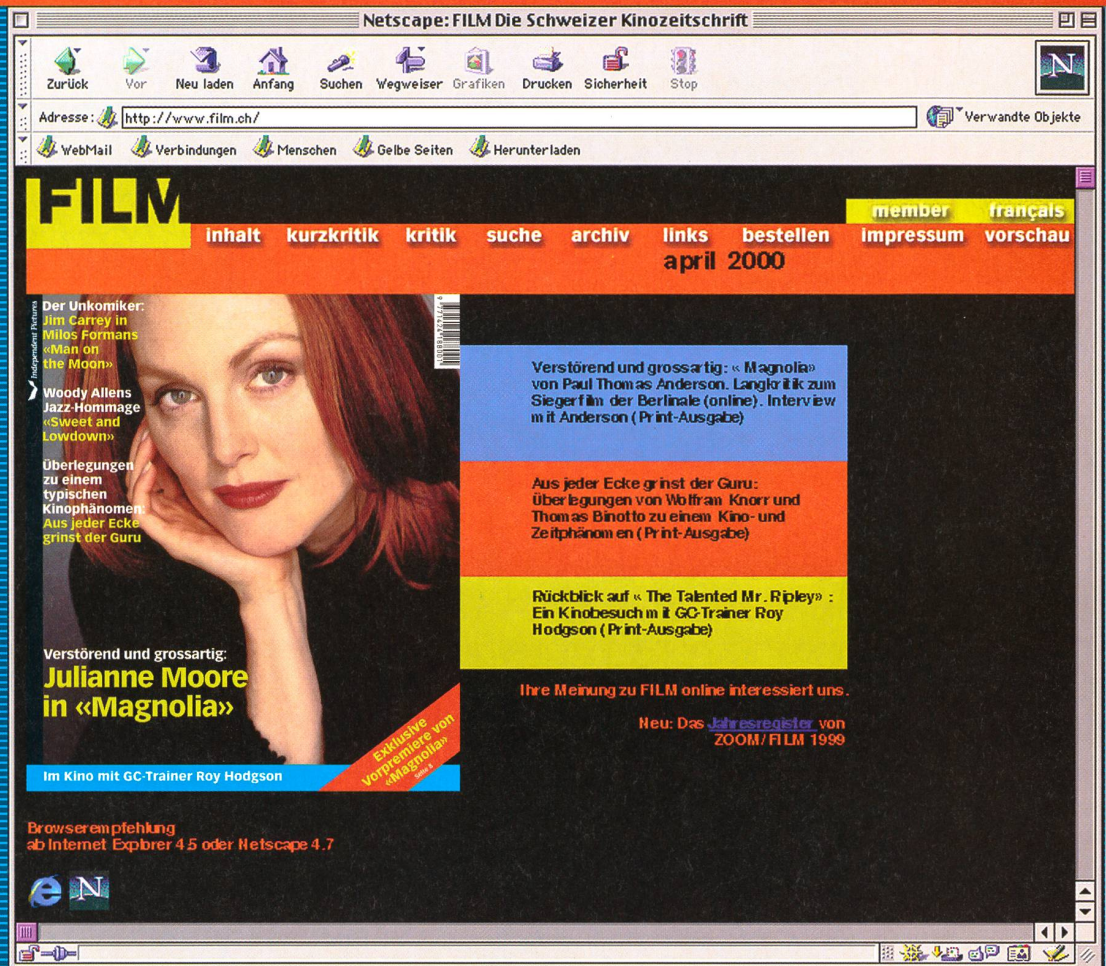 Netscape: FILM Die Schweizer Kinozeitschrift
Zurück Vor Neu laden Anfang Suchen Wegweiser Grafiken Drucken Sicherheit Stop
N
Adresse: http://www.film.ch/ Verwandte Objekte
WebMail Verbindungen Menschen Gelbe Seiten Herunterladen
FILM
member français
inhalt kurzkritik kritik suche archiv links bestellen impressum vorschau
april 2000
Independent Pictures
Der Unkomiker:
Jim Carrey in
Milos Formans
«Man on
the Moon»
Woody Allens
Jazz-Hommage
«Sweet and
Lowdown»
Überlegungen
zu einem
typischen
Kinophänomen:
Aus jeder Ecke
grinst der Guru
Verstörend und grossartig:
Julianne Moore
in «Magnolia»
Exklusive
Vorpremiere von
«Magnolia»
Im Kino mit GC-Trainer Roy Hodgson
Verstörend und grossartig: « Magnolia»
von Paul Thomas Anderson. Langkritik zum
Siegerfilm der Berlinale (online). Interview
mit Anderson (Print-Ausgabe)
Aus jeder Ecke grinst der Guru:
Überlegungen von Wolfram Knorr und
Thomas Binotto zu einem Kino- und
Zeitphänomen (Print-Ausgabe)
Rückblick auf « The Talented Mr. Ripley» :
Ein Kinobesuch mit GC-Trainer Roy
Hodgson (Print-Ausgabe)
Ihre Meinung zu FILM online interessiert uns.
Neu: Das Jahresregister von
ZOOM/FILM 1999
Browserempfehlung
ab Internet Explorer 4.5 oder Netscape 4.7
e N